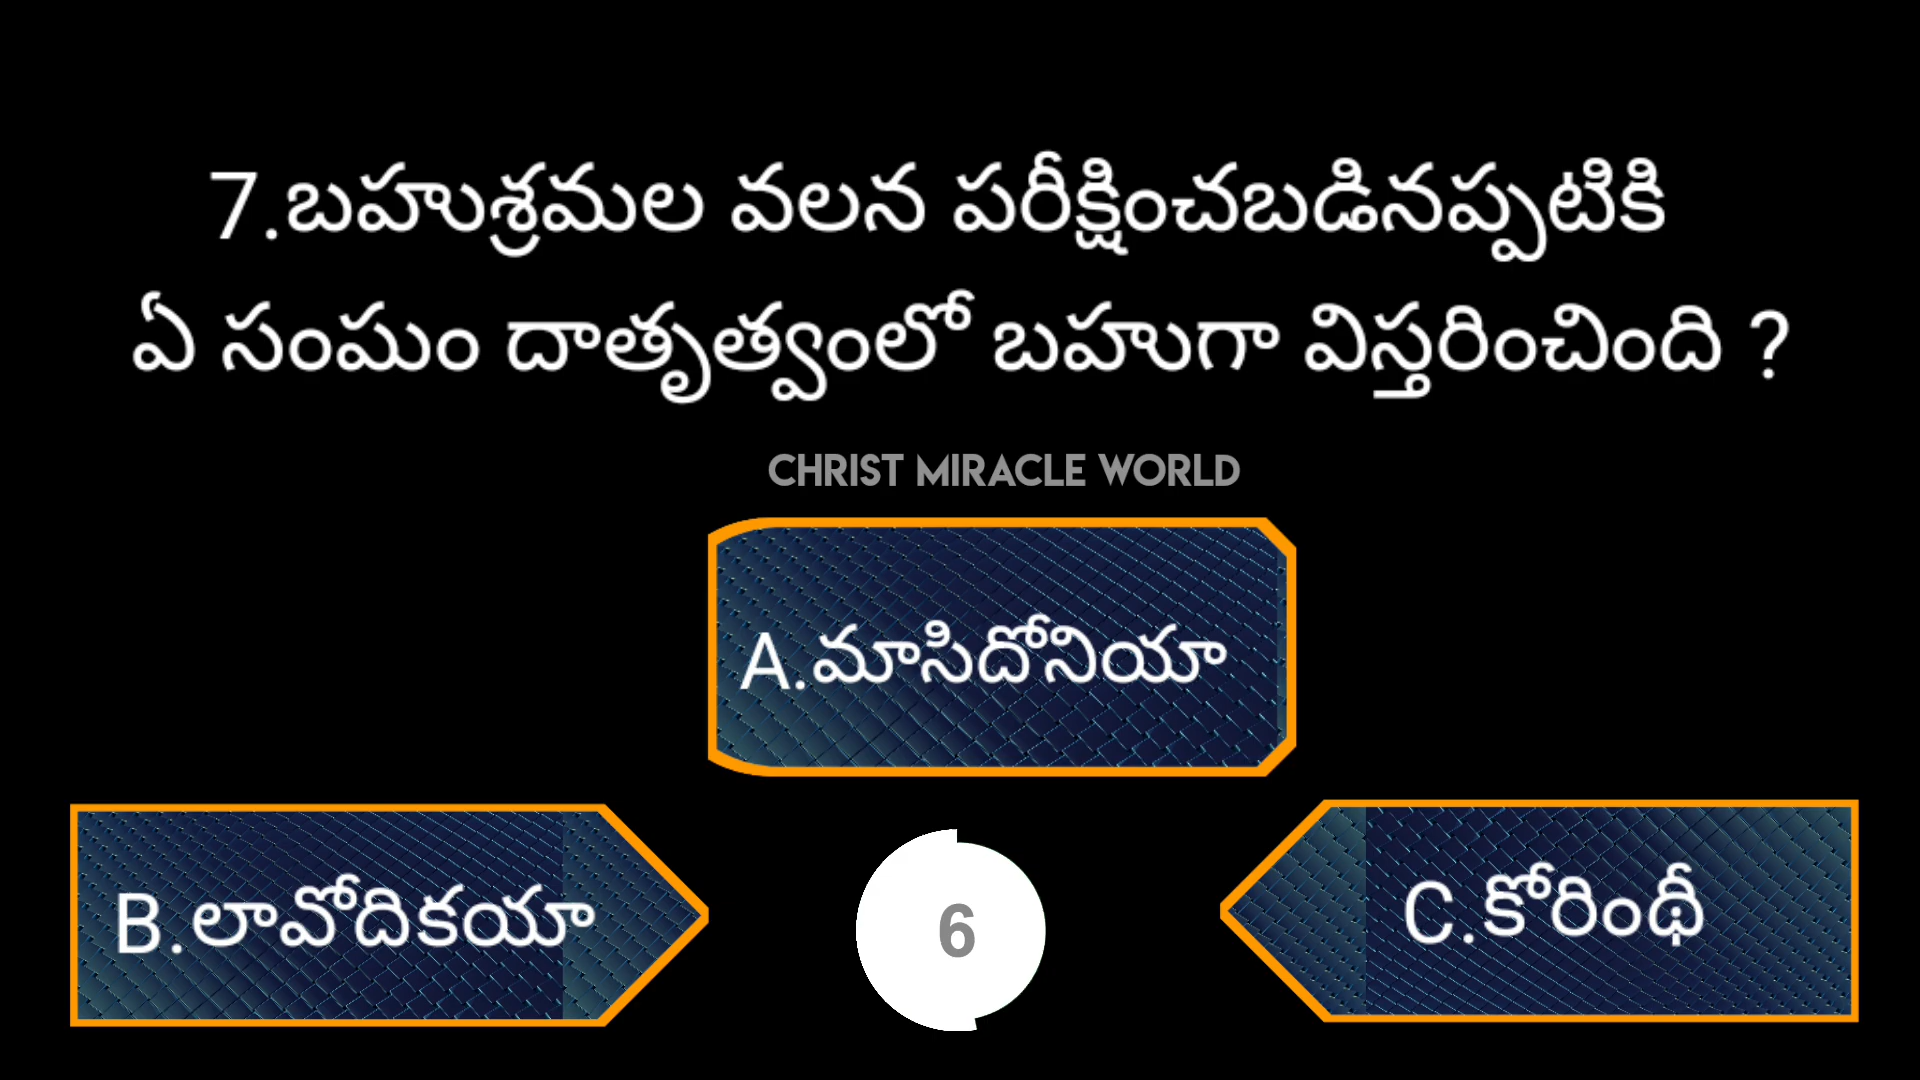 7.బహుశ్రమల వలన పరీక్షించబడినప్పటికి
ఏ సంఘం దాతృత్వంలో బహుగా విస్తరించింది ?
CHRIST MIRACLE WORLD
A.మాసిదోనియా
B.లావోదికయా
6
C.కోరింథీ